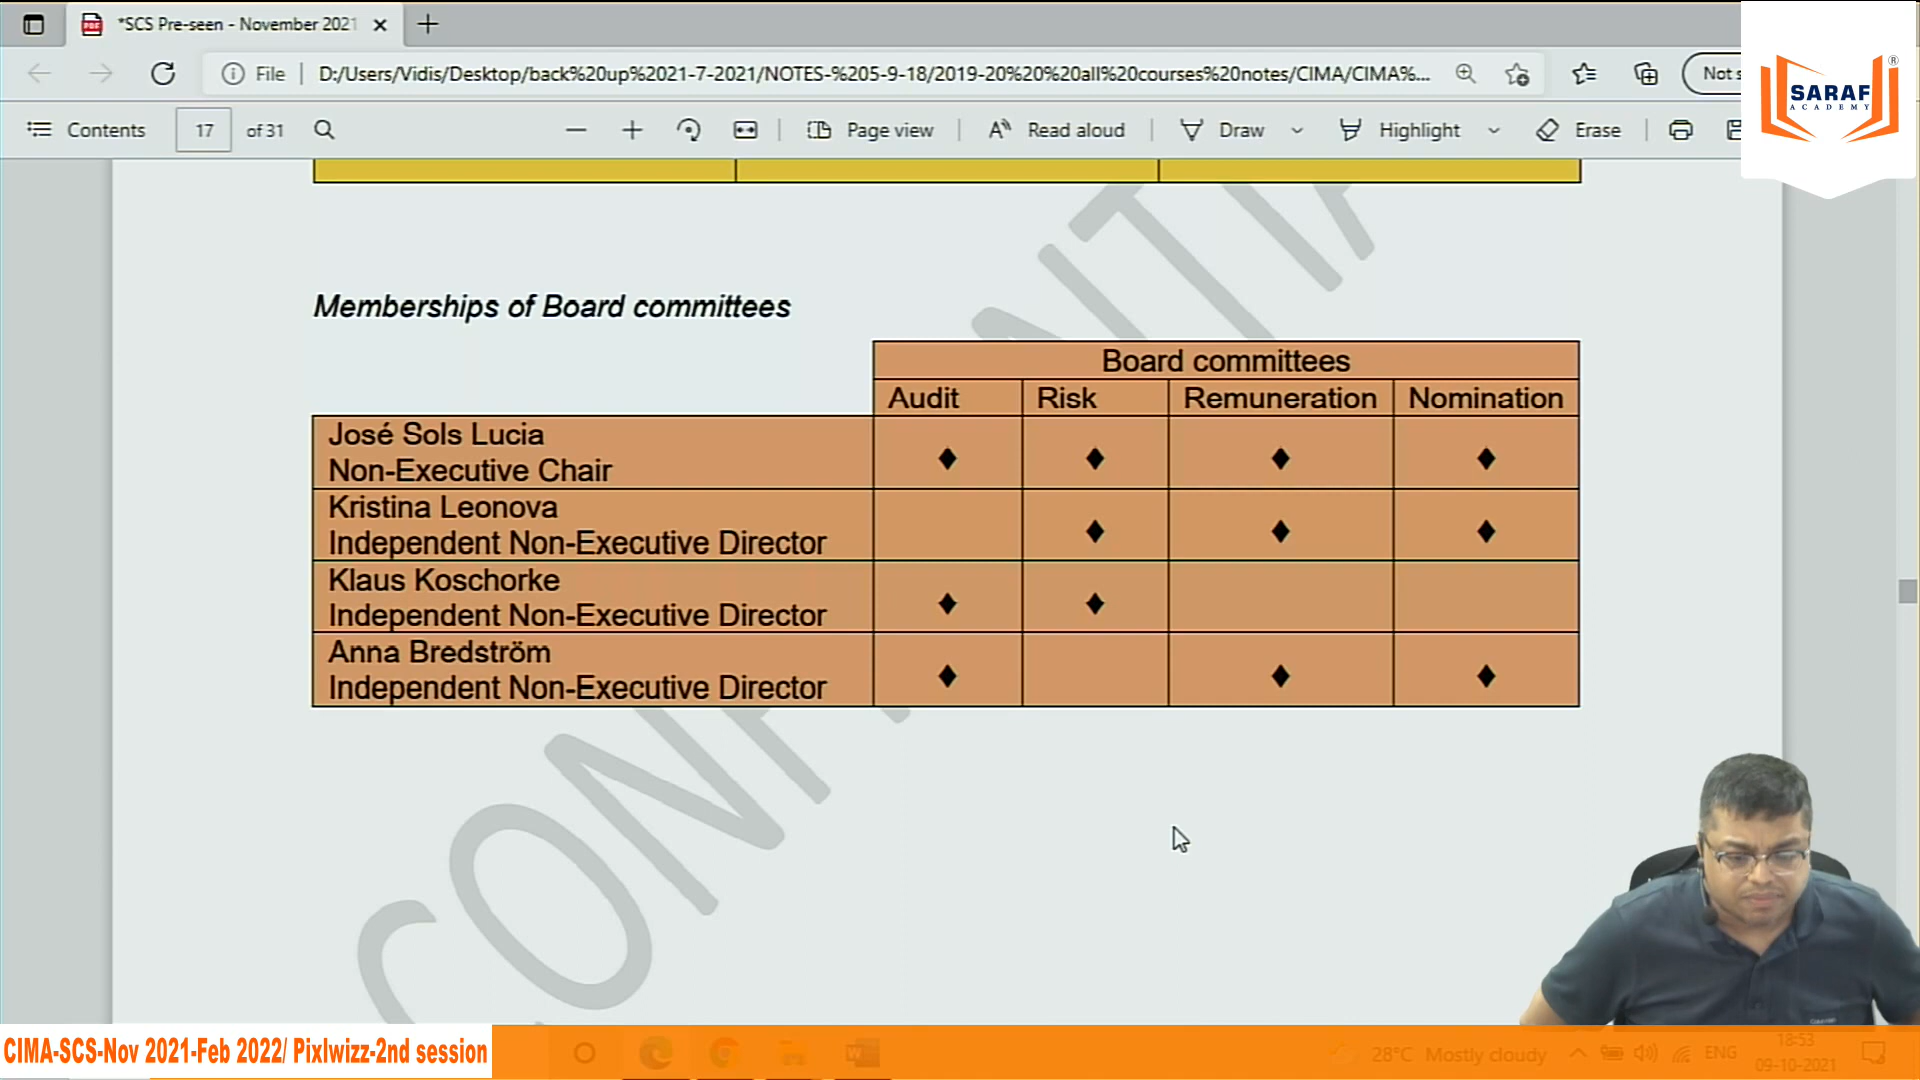 *SCS Pre-seen - November 2021
File D:/Users/Vidis/Desktop/back%20up%2021-7-2021/NOTES-%205-9-18/2019-20%20%20all%20courses%20notes/CIMA/CIMA%...
Not s
SARAF
ACADEMY
®
Contents 17 of 31 Page view Read aloud Draw Highlight Erase
Memberships of Board committees
Board committees
Audit Risk Remuneration Nomination
José Sols Lucia
Non-Executive Chair ♦ ♦ ♦ ♦
Kristina Leonova
Independent Non-Executive Director ♦ ♦ ♦
Klaus Koschorke
Independent Non-Executive Director ♦ ♦
Anna Bredström
Independent Non-Executive Director ♦ ♦ ♦
CIMA-SCS-Nov 2021-Feb 2022/ Pixlwizz-2nd session
28°C Mostly cloudy
ENG
18:53
09-10-2021